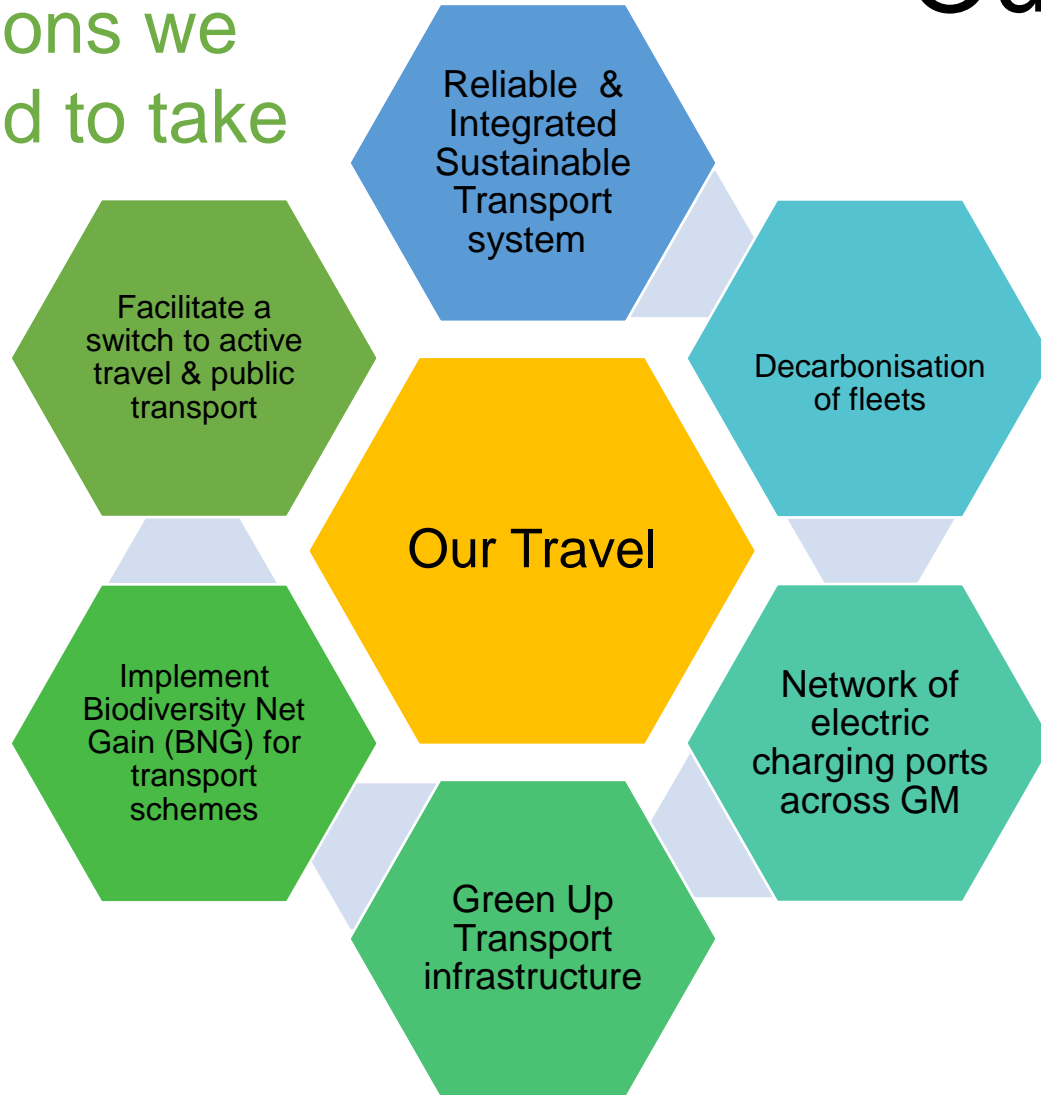 ons we
d to take
Ou
Reliable &
Integrated
Sustainable
Transport
system
Decarbonisation
of fleets
Network of
electric
charging ports
across GM
Green Up
Transport
infrastructure
Implement
Biodiversity Net
Gain (BNG) for
transport
schemes
Facilitate a
switch to active
travel & public
transport
Our Travel